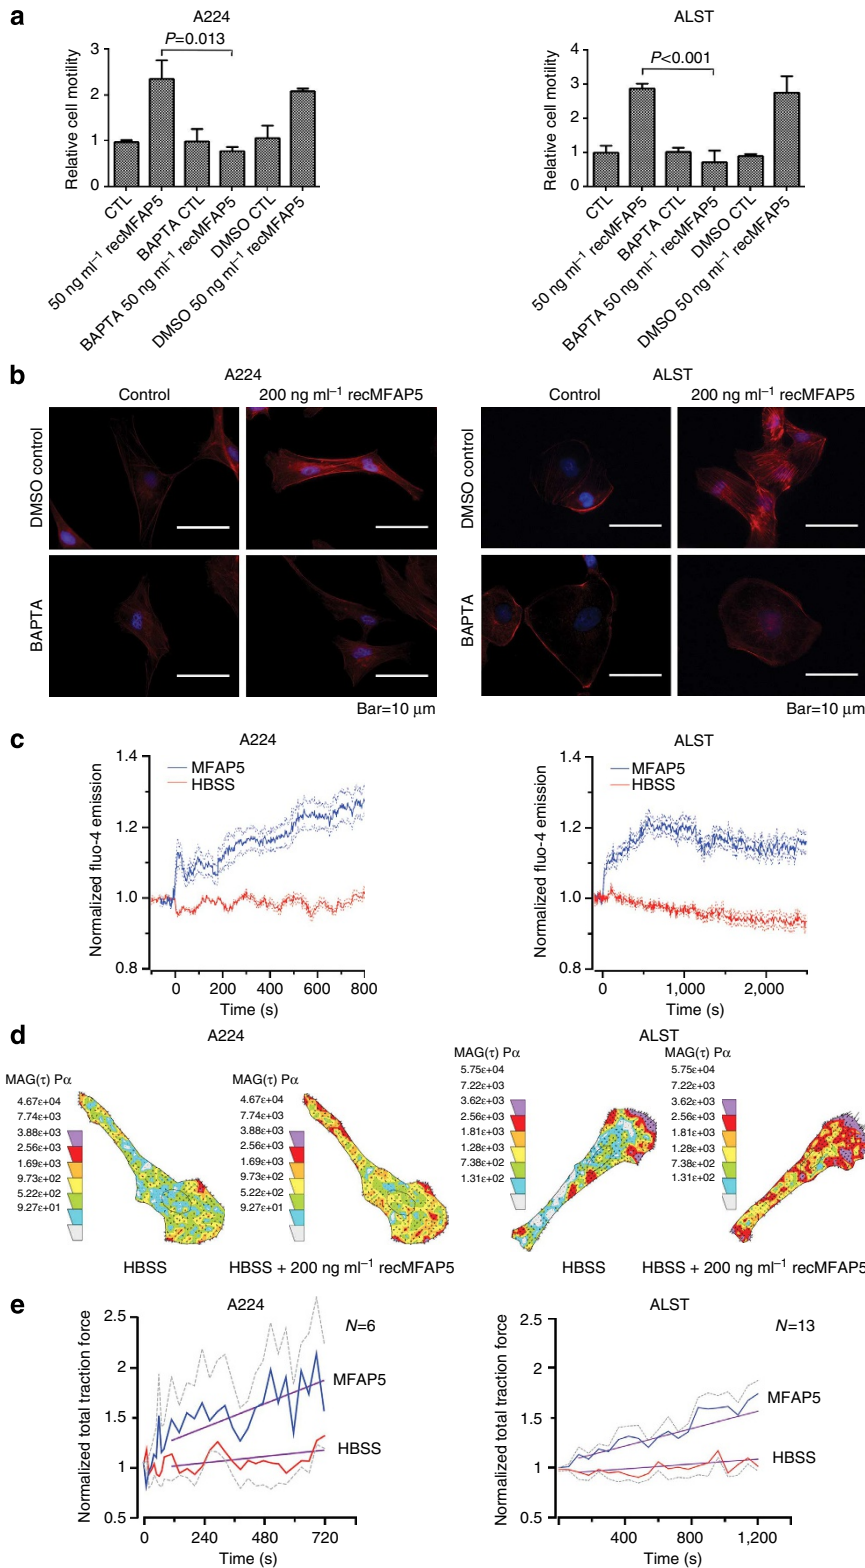 a
A224
ALST
Relative cell motility
3
2
1
0
P=0.013
CTL
50 ng ml⁻¹ recMFAP5
BAPTA CTL
BAPTA 50 ng ml⁻¹ recMFAP5
DMSO CTL
DMSO 50 ng ml⁻¹ recMFAP5
Relative cell motility
4
3
2
1
0
P<0.001
CTL
50 ng ml⁻¹ recMFAP5
BAPTA CTL
BAPTA 50 ng ml⁻¹ recMFAP5
DMSO CTL
DMSO 50 ng ml⁻¹ recMFAP5
b
A224
ALST
Control
200 ng ml⁻¹ recMFAP5
Control
200 ng ml⁻¹ recMFAP5
DMSO control
BAPTA
DMSO control
BAPTA
Bar=10 μm
Bar=10 μm
c
A224
ALST
Normalized fluo-4 emission
1.4
1.2
1.0
0.8
MFAP5
HBSS
0 200 400 600 800
Time (s)
Normalized fluo-4 emission
1.4
1.2
1.0
0.8
MFAP5
HBSS
0 1,000 2,000
Time (s)
d
A224
ALST
MAG(τ) Pα
4.67ε+04
7.74ε+03
3.88ε+03
2.56ε+03
1.69ε+03
9.73ε+02
5.22ε+02
9.27ε+01
HBSS
MAG(τ) Pα
4.67ε+04
7.74ε+03
3.88ε+03
2.56ε+03
1.69ε+03
9.73ε+02
5.22ε+02
9.27ε+01
HBSS + 200 ng ml⁻¹ recMFAP5
MAG(τ) Pα
5.75ε+04
7.22ε+03
3.62ε+03
2.56ε+03
1.81ε+03
1.28ε+03
7.38ε+02
1.31ε+02
HBSS
MAG(τ) Pα
5.75ε+04
7.22ε+03
3.62ε+03
2.56ε+03
1.81ε+03
1.28ε+03
7.38ε+02
1.31ε+02
HBSS + 200 ng ml⁻¹ recMFAP5
e
A224
ALST
Normalized total traction force
2.5
2
1.5
1
0.5
N=6
MFAP5
HBSS
0 240 480 720
Time (s)
Normalized total traction force
2.5
2
1.5
1
0.5
N=13
MFAP5
HBSS
400 800 1,200
Time (s)